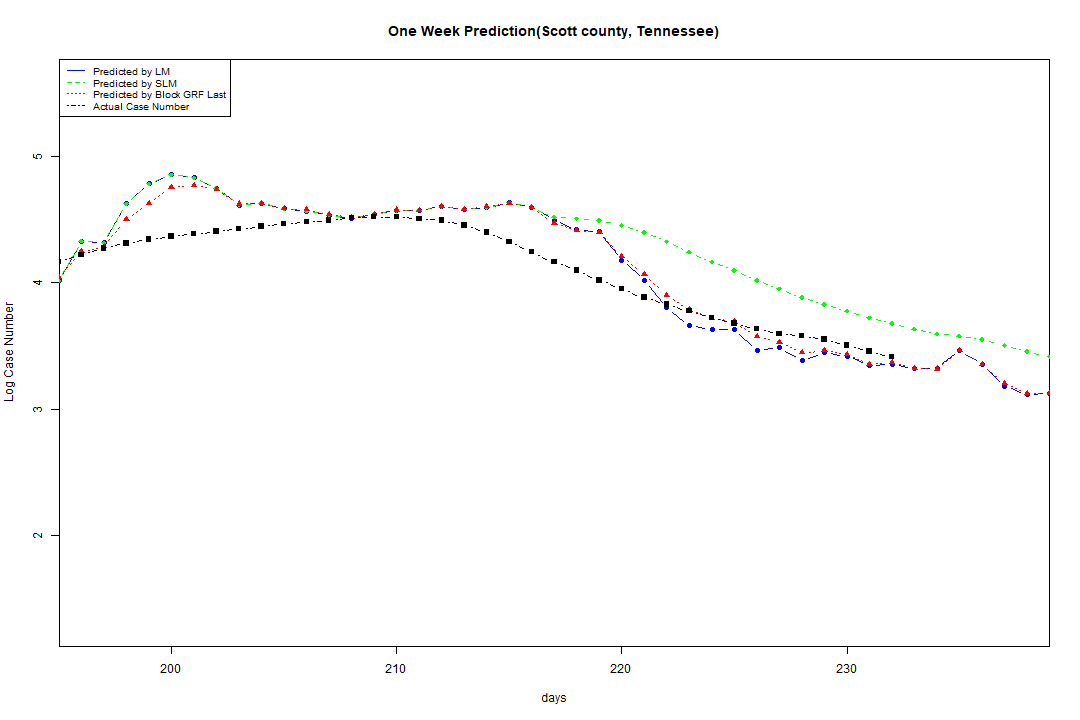 One Week Prediction(Scott county, Tennessee)
Predicted by LM
Predicted by SLM
Predicted by Block GRF Last
Actual Case Number
5
4
3
2
Log Case Number
200 210 220 230
days